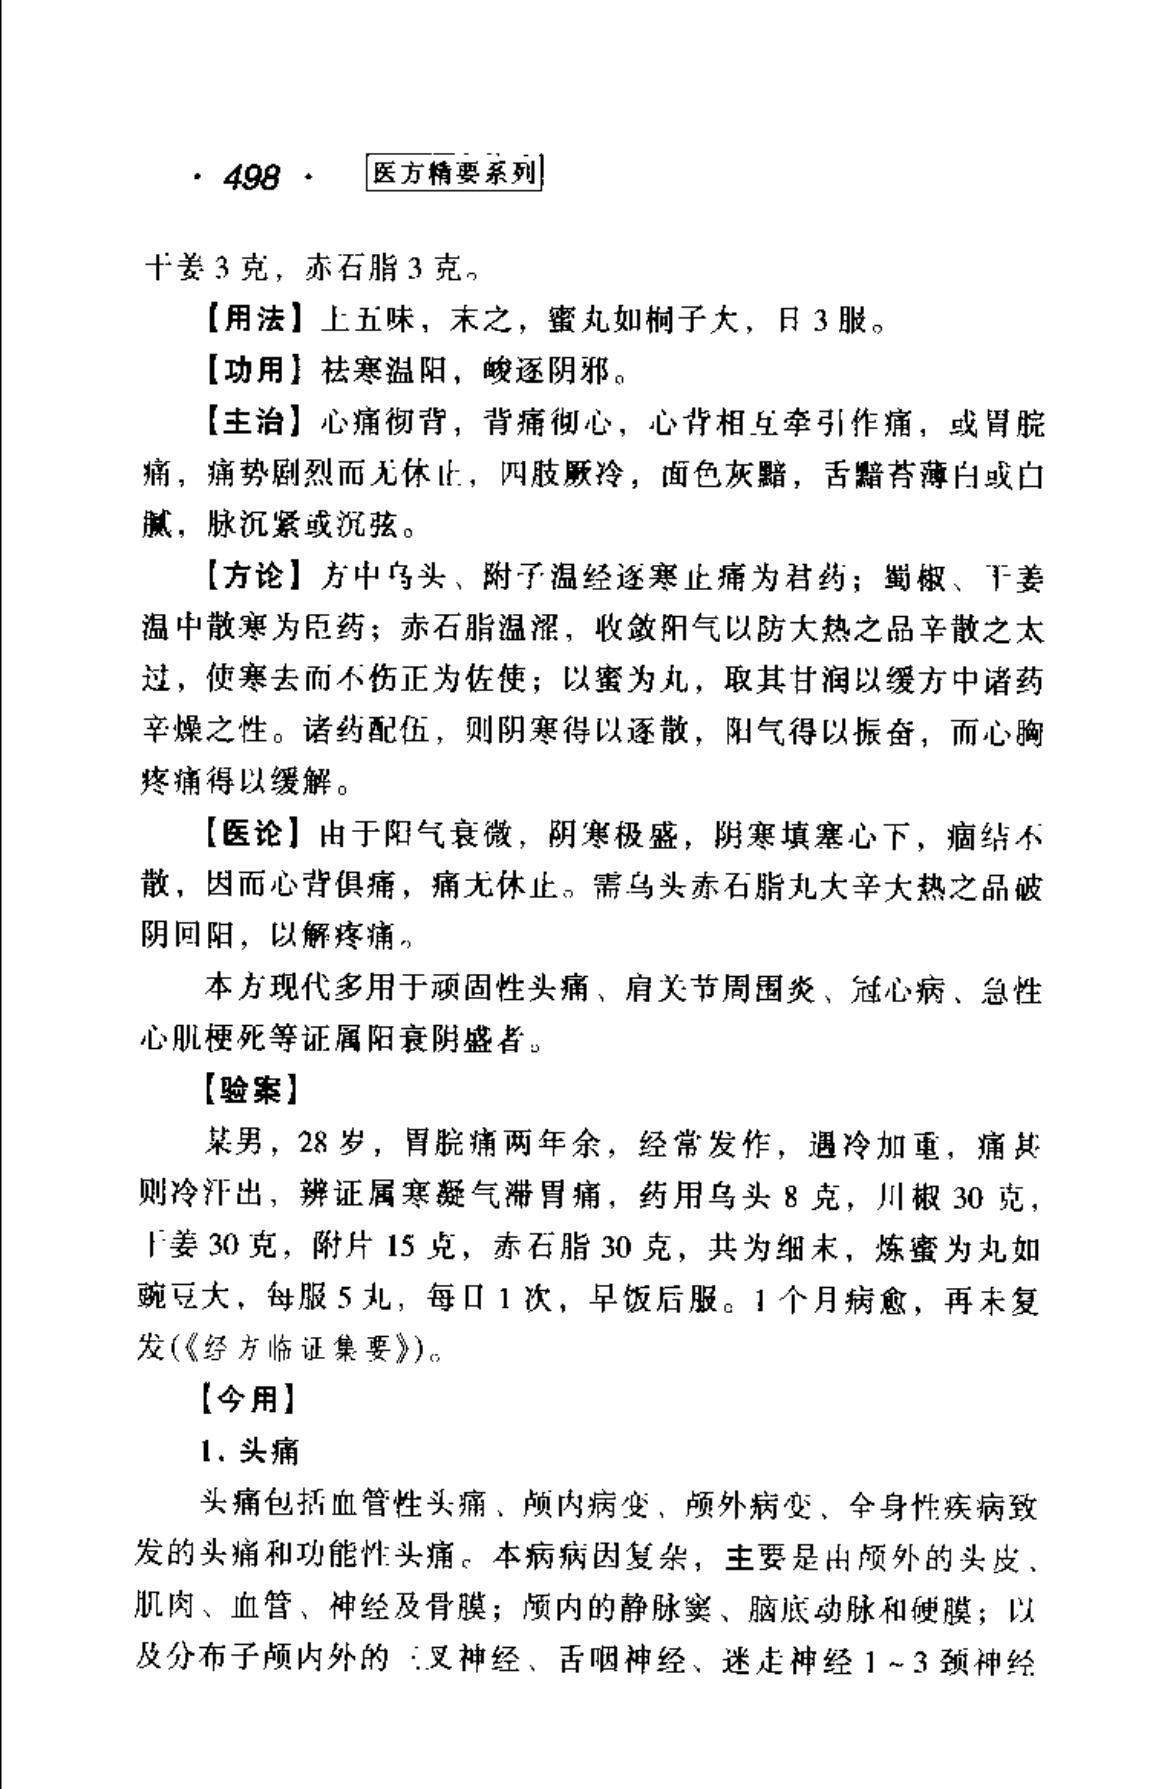 · 498 · 医方精要系列
干姜 3 克，赤石脂 3 克。
【用法】上五味，末之，蜜丸如桐子大，日 3 服。
【功用】祛寒温阳，峻逐阴邪。
【主治】心痛彻背，背痛彻心，心背相互牵引作痛，或胃脘
痛，痛势剧烈而无休止，四肢厥冷，面色灰黯，舌黯苔薄白或白
腻，脉沉紧或沉弦。
【方论】方中乌头、附子温经逐寒止痛为君药；蜀椒、干姜
温中散寒为臣药；赤石脂温涩，收敛阳气以防大热之品辛散之太
过，使寒去而不伤正为佐使；以蜜为丸，取其甘润以缓方中诸药
辛燥之性。诸药配伍，则阴寒得以逐散，阳气得以振奋，而心胸
疼痛得以缓解。
【医论】由于阳气衰微，阴寒极盛，阴寒填塞心下，痼结不
散，因而心背俱痛，痛无休止。需乌头赤石脂丸大辛大热之品破
阴回阳，以解疼痛。
本方现代多用于顽固性头痛、肩关节周围炎、冠心病、急性
心肌梗死等证属阳衰阴盛者。
【验案】
某男，28 岁，胃脘痛两年余，经常发作，遇冷加重，痛甚
则冷汗出，辨证属寒凝气滞胃痛，药用乌头 8 克，川椒 30 克，
干姜 30 克，附片 15 克，赤石脂 30 克，共为细末，炼蜜为丸如
豌豆大，每服 5 丸，每日 1 次，早饭后服。1 个月病愈，再未复
发(《经方临证集要》)。
【今用】
1. 头痛
头痛包括血管性头痛、颅内病变、颅外病变、全身性疾病致
发的头痛和功能性头痛。本病病因复杂，主要是由颅外的头皮、
肌肉、血管、神经及骨膜；颅内的静脉窦、脑底动脉和硬膜；以
及分布子颅内外的三叉神经、舌咽神经、迷走神经 1～3 颈神经